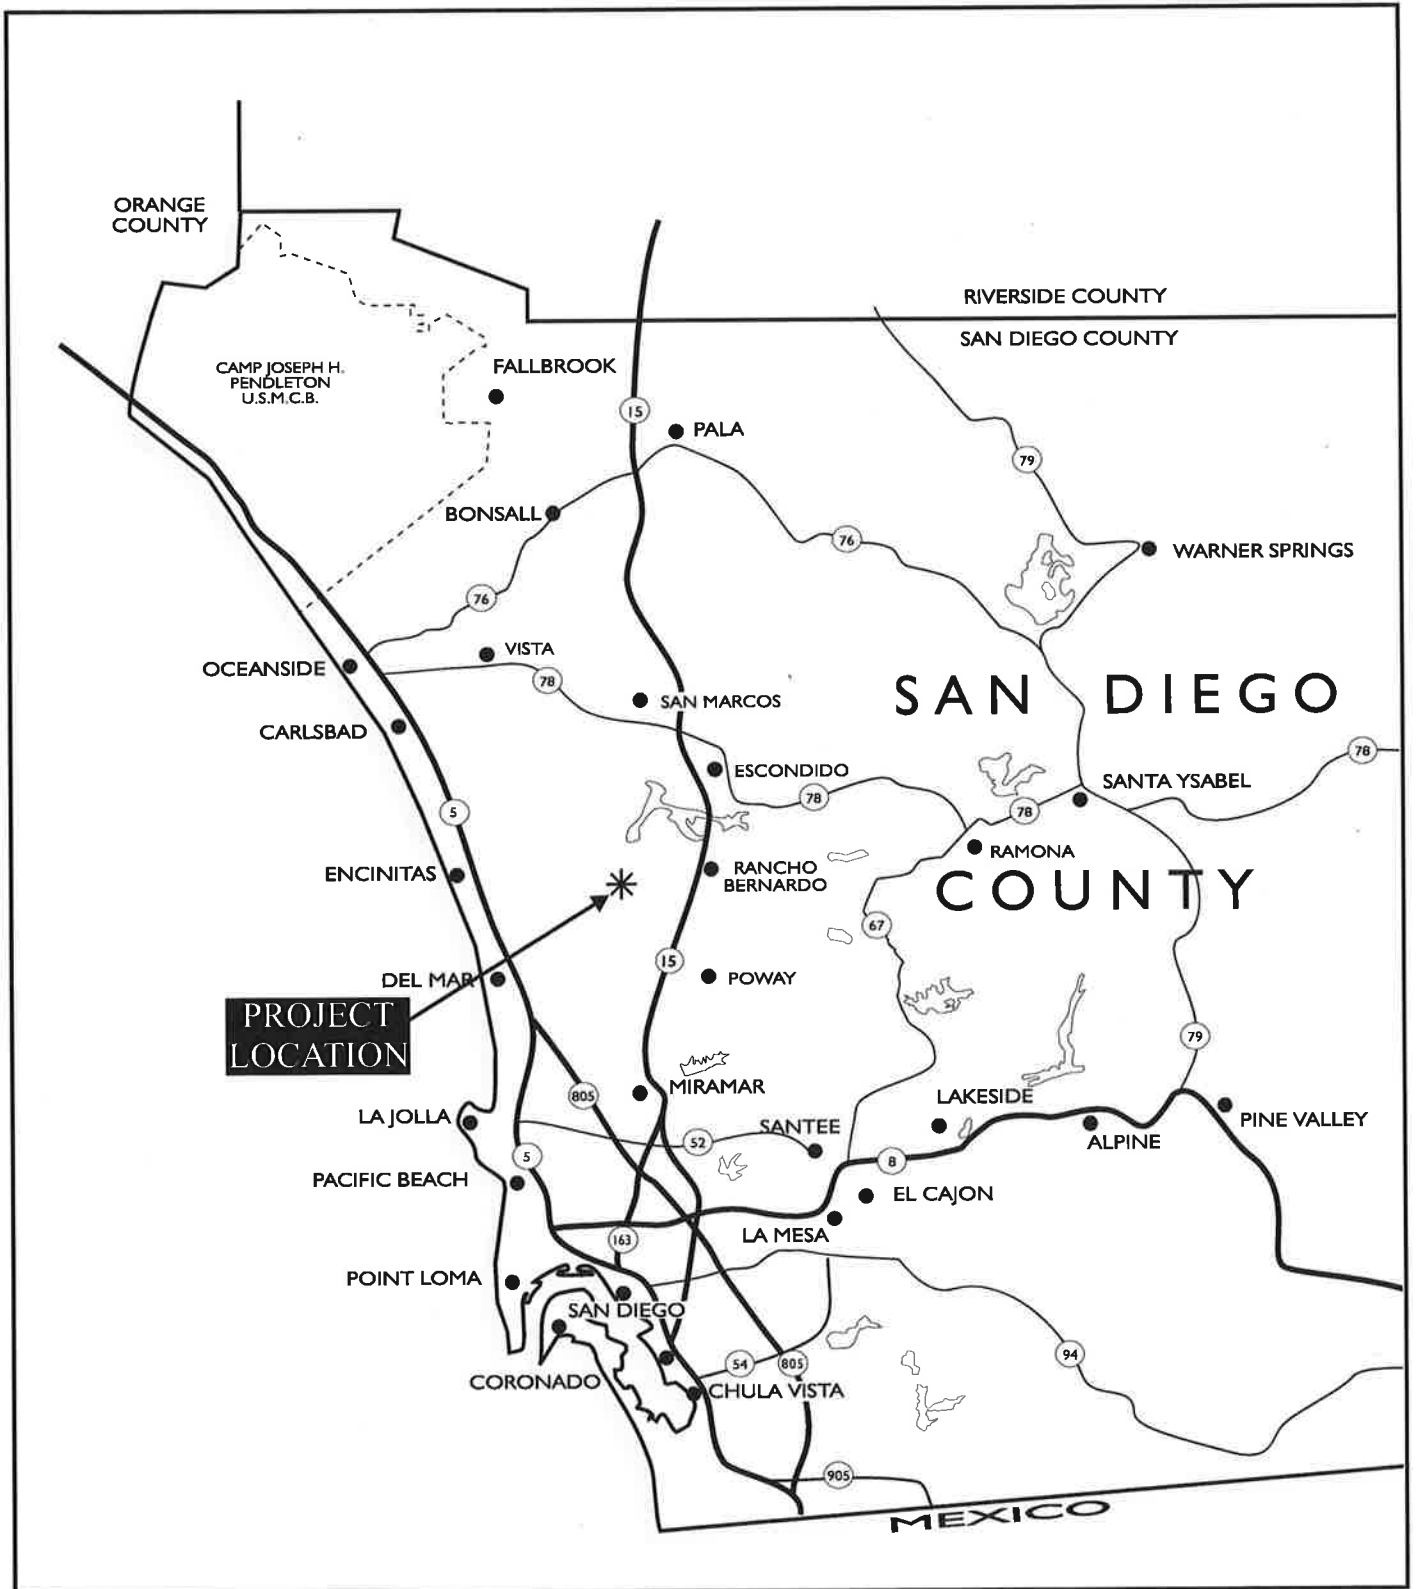 ORANGE
COUNTY
RIVERSIDE COUNTY
SAN DIEGO COUNTY
CAMP JOSEPH H.
PENDLETON
U.S.M.C.B.
FALLBROOK
15
PALA
79
BONSALL
76
WARNER SPRINGS
76
VISTA
OCEANSIDE
78
SAN MARCOS
SAN DIEGO
CARLSBAD
78
ESCONDIDO
SANTA YSABEL
78
78
5
ENCINITAS
RANCHO
BERNARDO
RAMONA
COUNTY
67
15
DEL MAR
POWAY
PROJECT
LOCATION
79
MIRAMAR
805
LAKESIDE
LA JOLLA
SANTEE
PINE VALLEY
52
ALPINE
5
8
PACIFIC BEACH
EL CAJON
LA MESA
163
POINT LOMA
SAN DIEGO
94
54
805
CORONADO
CHULA VISTA
905
MEXICO